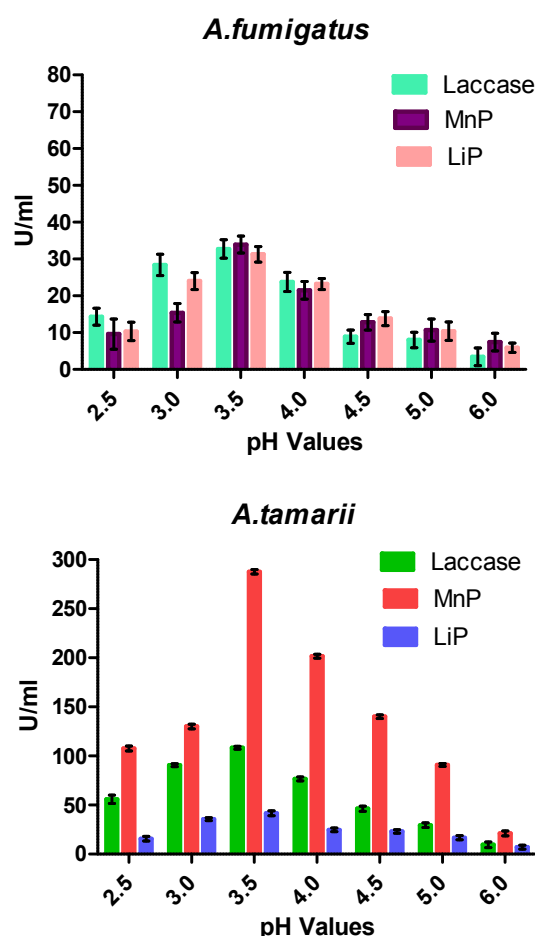 A.fumigatus
80
70
60
50
40
30
20
10
0
U/ml
Laccase
MnP
LiP
2.5 3.0 3.5 4.0 4.5 5.0 6.0
pH Values
A.tamarii
300
250
200
150
100
50
0
U/ml
Laccase
MnP
LiP
2.5 3.0 3.5 4.0 4.5 5.0 6.0
pH Values